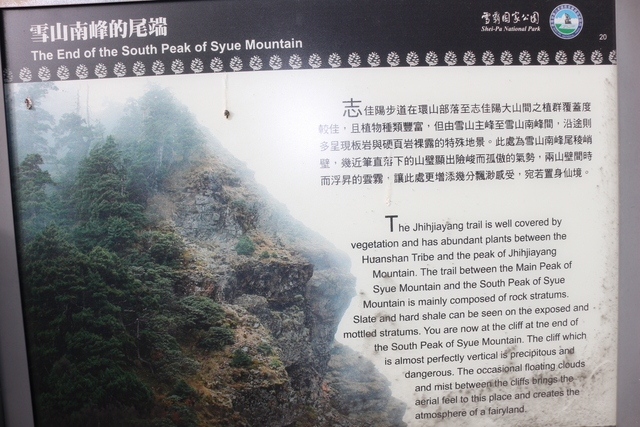 雪山南峰的尾端
The End of the South Peak of Syue Mountain
雪霸國家公園
Shei-Pa National Park
20
志佳陽步道在環山部落至志佳陽大山間之植群覆蓋度
較佳，且植物種類豐富，但由雪山主峰至雪山南峰間，沿途則
多呈現板岩與硬頁岩裸露的特殊地景。此處為雪山南峰尾稜峭
壁，幾近筆直落下的山壁顯出險峻而孤傲的氣勢，兩山壁間時
而浮昇的雲霧，讓此處更增添幾分飄渺感受，宛若置身仙境。
The Jhihjiayang trail is well covered by
vegetation and has abundant plants between the
Huanshan Tribe and the peak of Jhihjiayang
Mountain. The trail between the Main Peak of
Syue Mountain and the South Peak of Syue
Mountain is mainly composed of rock stratums.
Slate and hard shale can be seen on the exposed and
mottled stratums. You are now at the cliff at the end of
the South Peak of Syue Mountain. The cliff which
is almost perfectly vertical is precipitous and
dangerous. The occasional floating clouds
and mist between the cliffs brings the
aerial feel to this place and creates the
atmosphere of a fairyland.